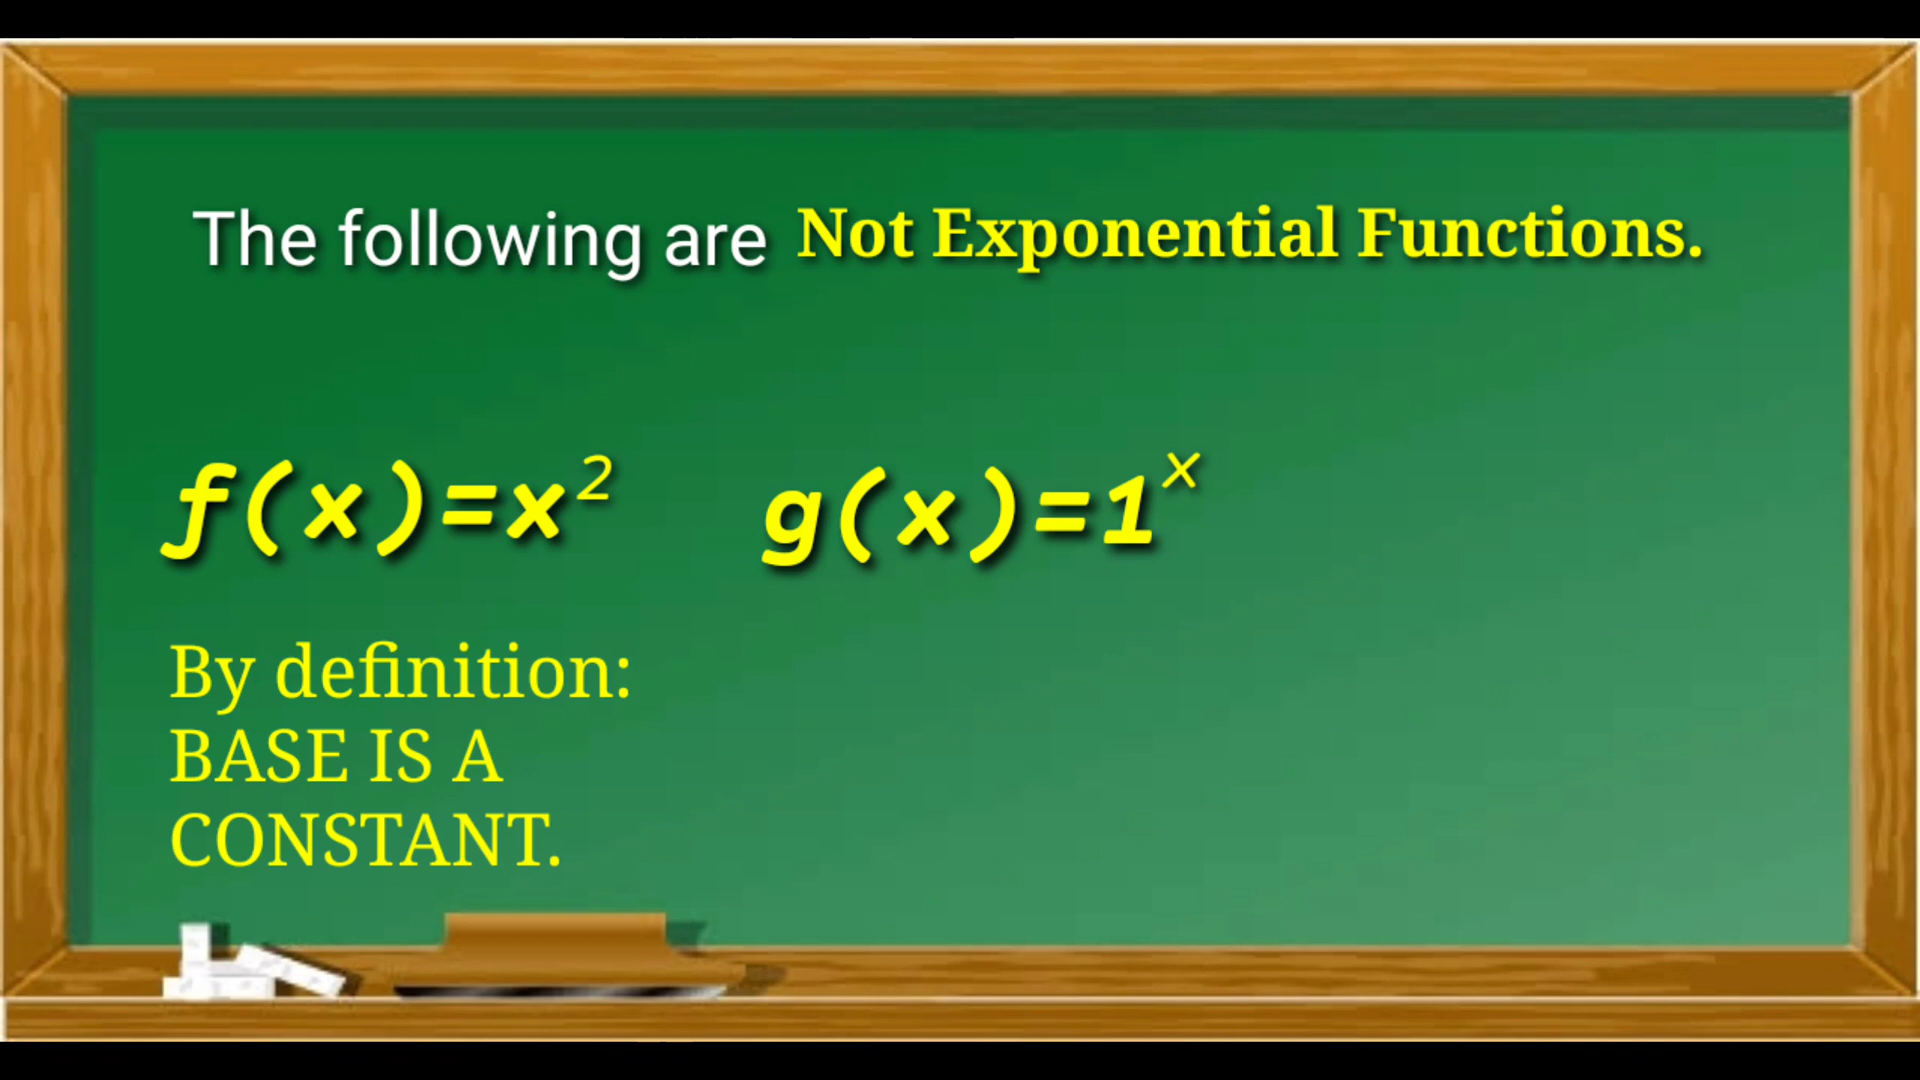 The following are Not Exponential Functions.
f(x)=x² g(x)=1ˣ
By definition:
BASE IS A
CONSTANT.